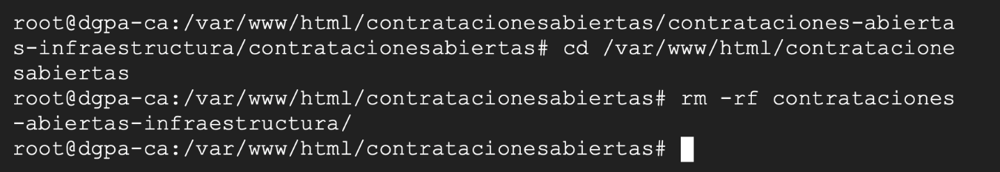 root@dgpa-ca:/var/www/html/contratacionesabiertas/contrataciones-abierta
s-infraestructura/contratacionesabiertas# cd /var/www/html/contratacione
sabiertas
root@dgpa-ca:/var/www/html/contratacionesabiertas# rm -rf contrataciones
-abiertas-infraestructura/
root@dgpa-ca:/var/www/html/contratacionesabiertas#